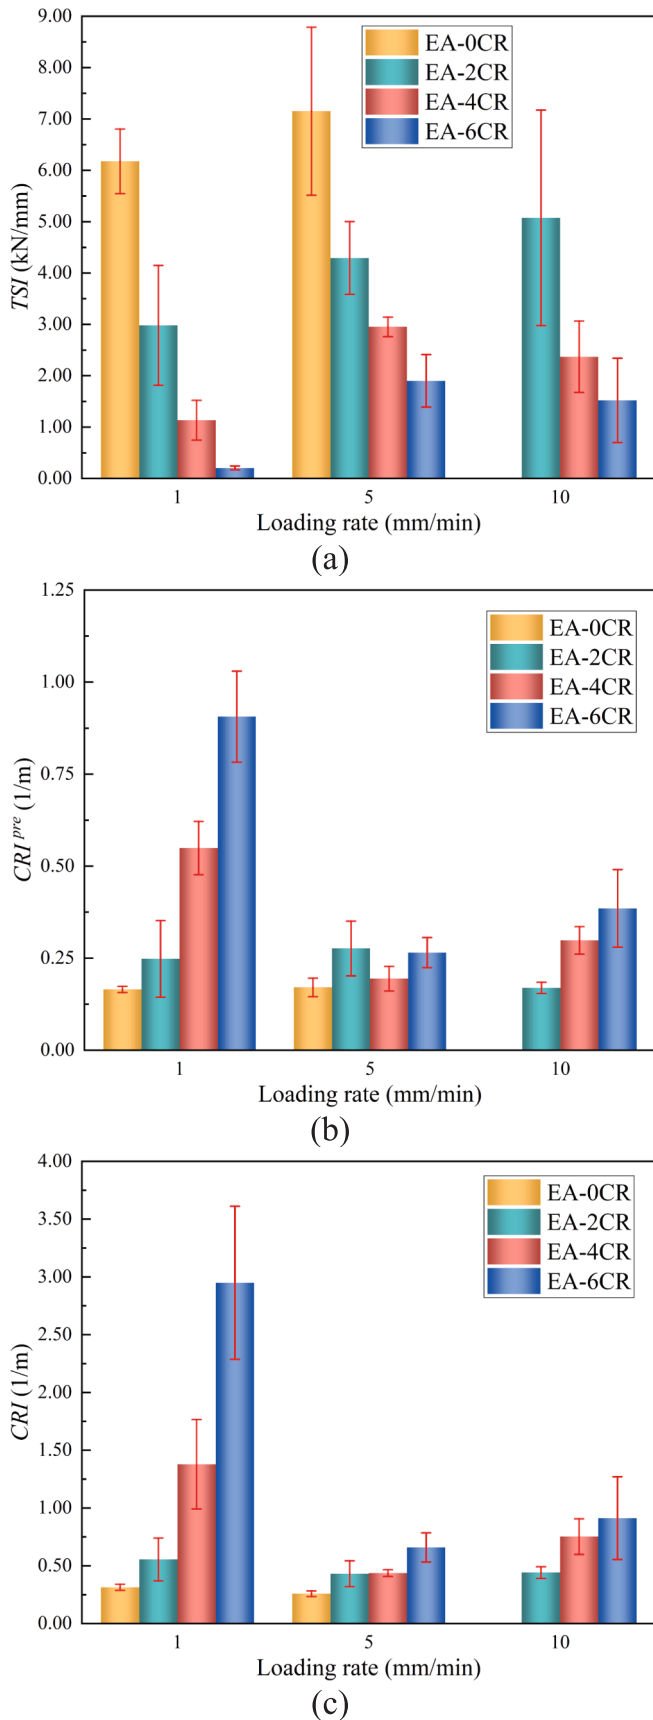 9.00
8.00
7.00
6.00
5.00
4.00
3.00
2.00
1.00
0.00
TSI (kN/mm)
EA-0CR
EA-2CR
EA-4CR
EA-6CR
1 5 10
Loading rate (mm/min)
(a)
1.25
1.00
0.75
0.50
0.25
0.00
CRI pre (1/m)
EA-0CR
EA-2CR
EA-4CR
EA-6CR
1 5 10
Loading rate (mm/min)
(b)
4.00
3.50
3.00
2.50
2.00
1.50
1.00
0.50
0.00
CRI (1/m)
EA-0CR
EA-2CR
EA-4CR
EA-6CR
1 5 10
Loading rate (mm/min)
(c)